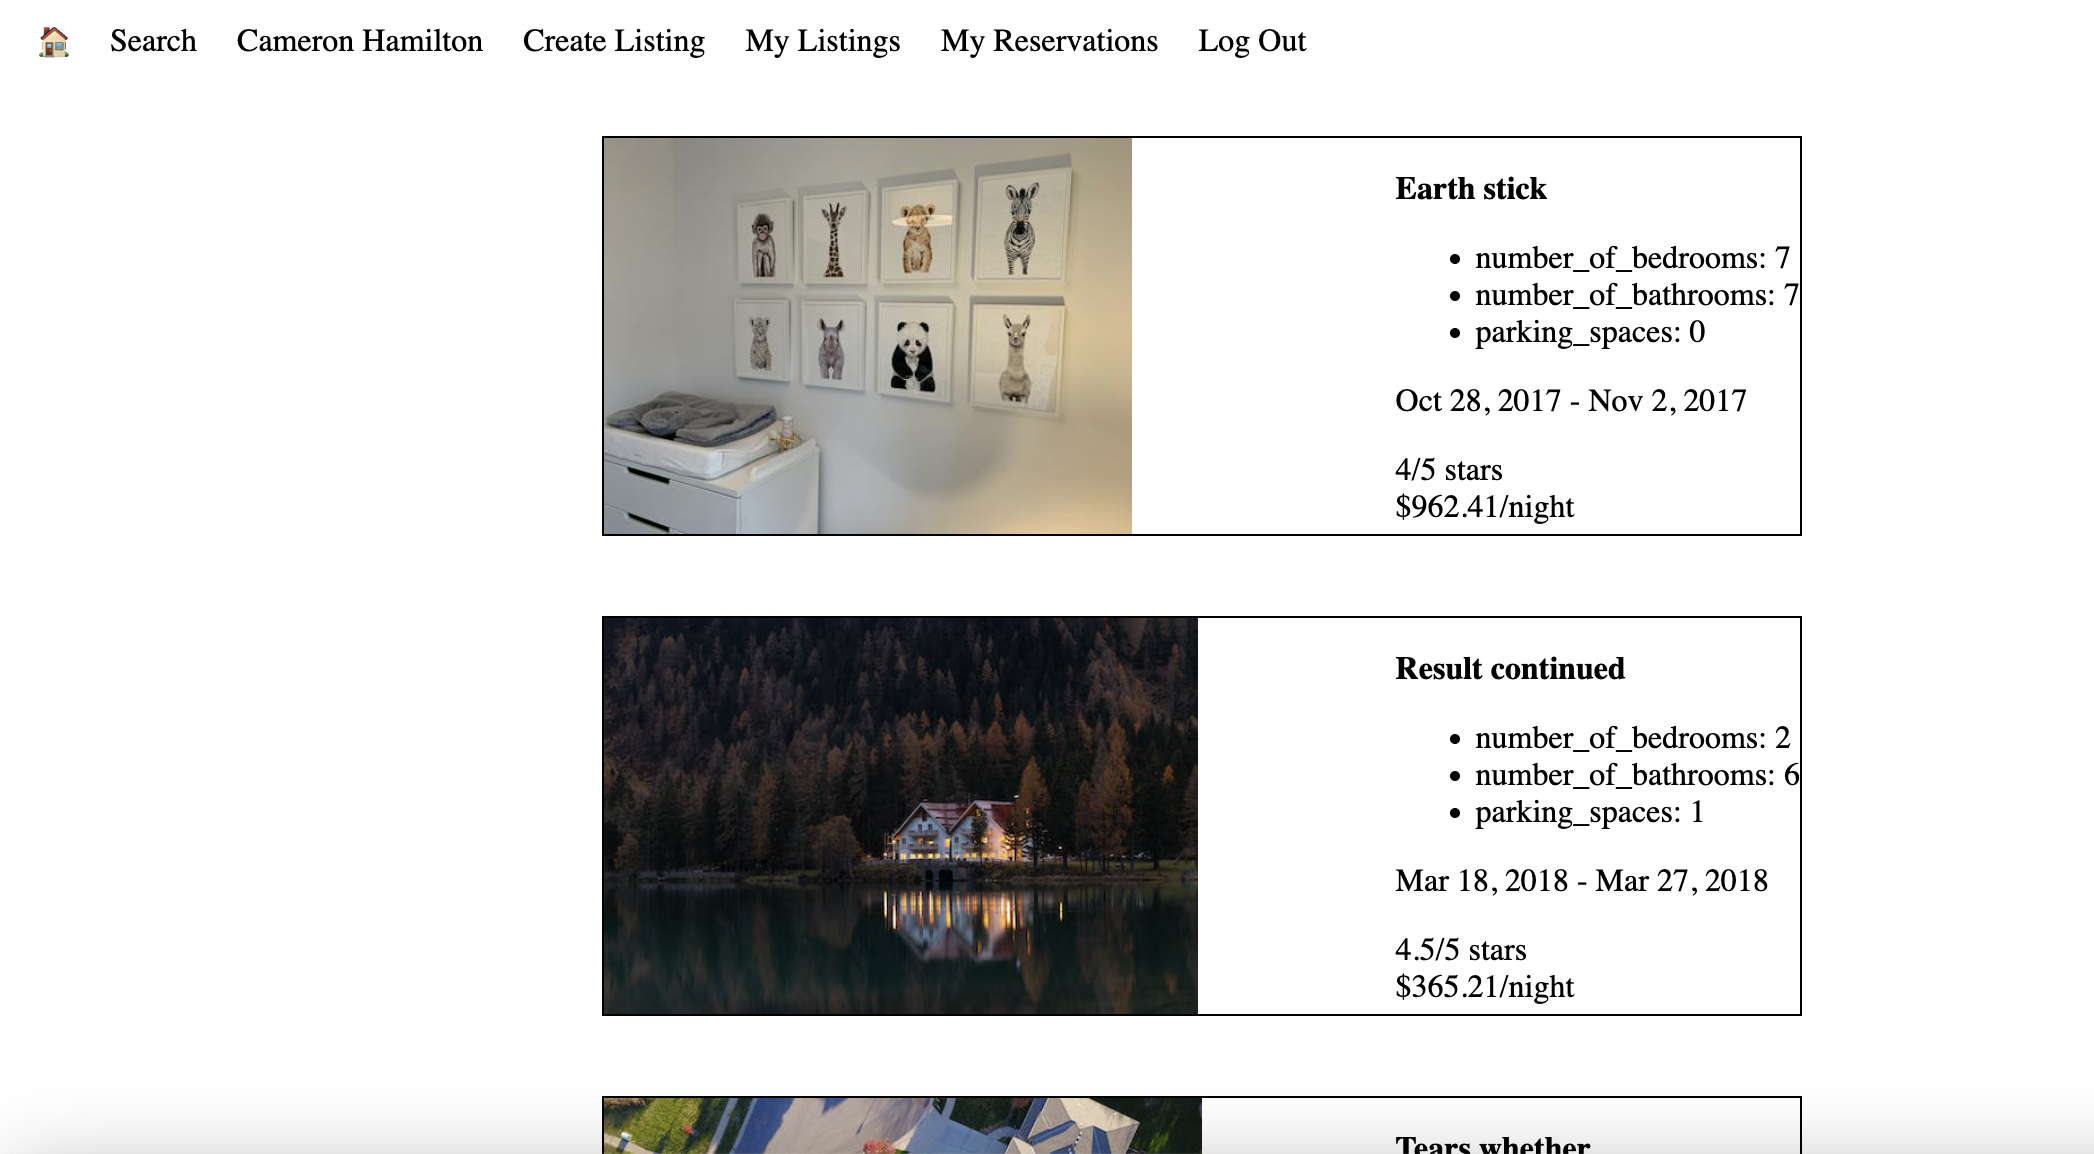 Search Cameron Hamilton Create Listing My Listings My Reservations Log Out
Earth stick
number_of_bedrooms: 7
number_of_bathrooms: 7
parking_spaces: 0
Oct 28, 2017 - Nov 2, 2017
4/5 stars
$962.41/night
Result continued
number_of_bedrooms: 2
number_of_bathrooms: 6
parking_spaces: 1
Mar 18, 2018 - Mar 27, 2018
4.5/5 stars
$365.21/night
Tears whether